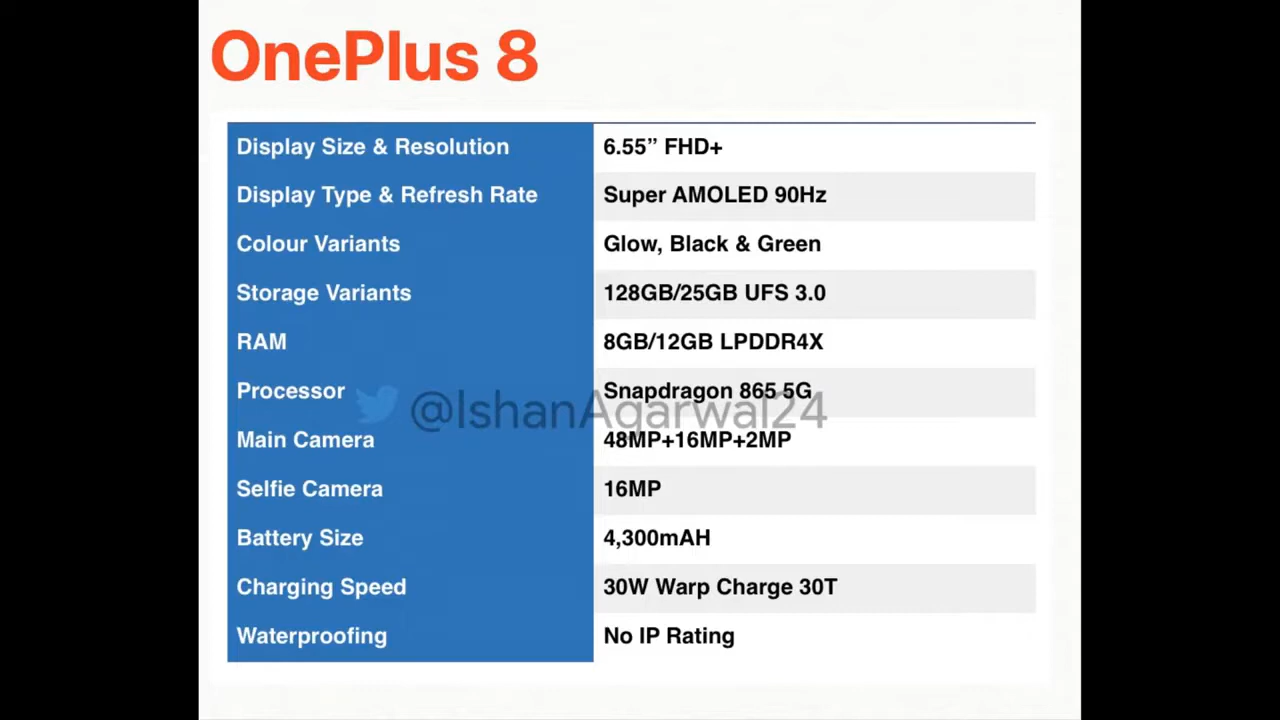 OnePlus 8
Display Size & Resolution 6.55” FHD+
Display Type & Refresh Rate Super AMOLED 90Hz
Colour Variants Glow, Black & Green
Storage Variants 128GB/25GB UFS 3.0
RAM 8GB/12GB LPDDR4X
Processor Snapdragon 865 5G
@IshanAgarwal24
Main Camera 48MP+16MP+2MP
Selfie Camera 16MP
Battery Size 4,300mAH
Charging Speed 30W Warp Charge 30T
Waterproofing No IP Rating